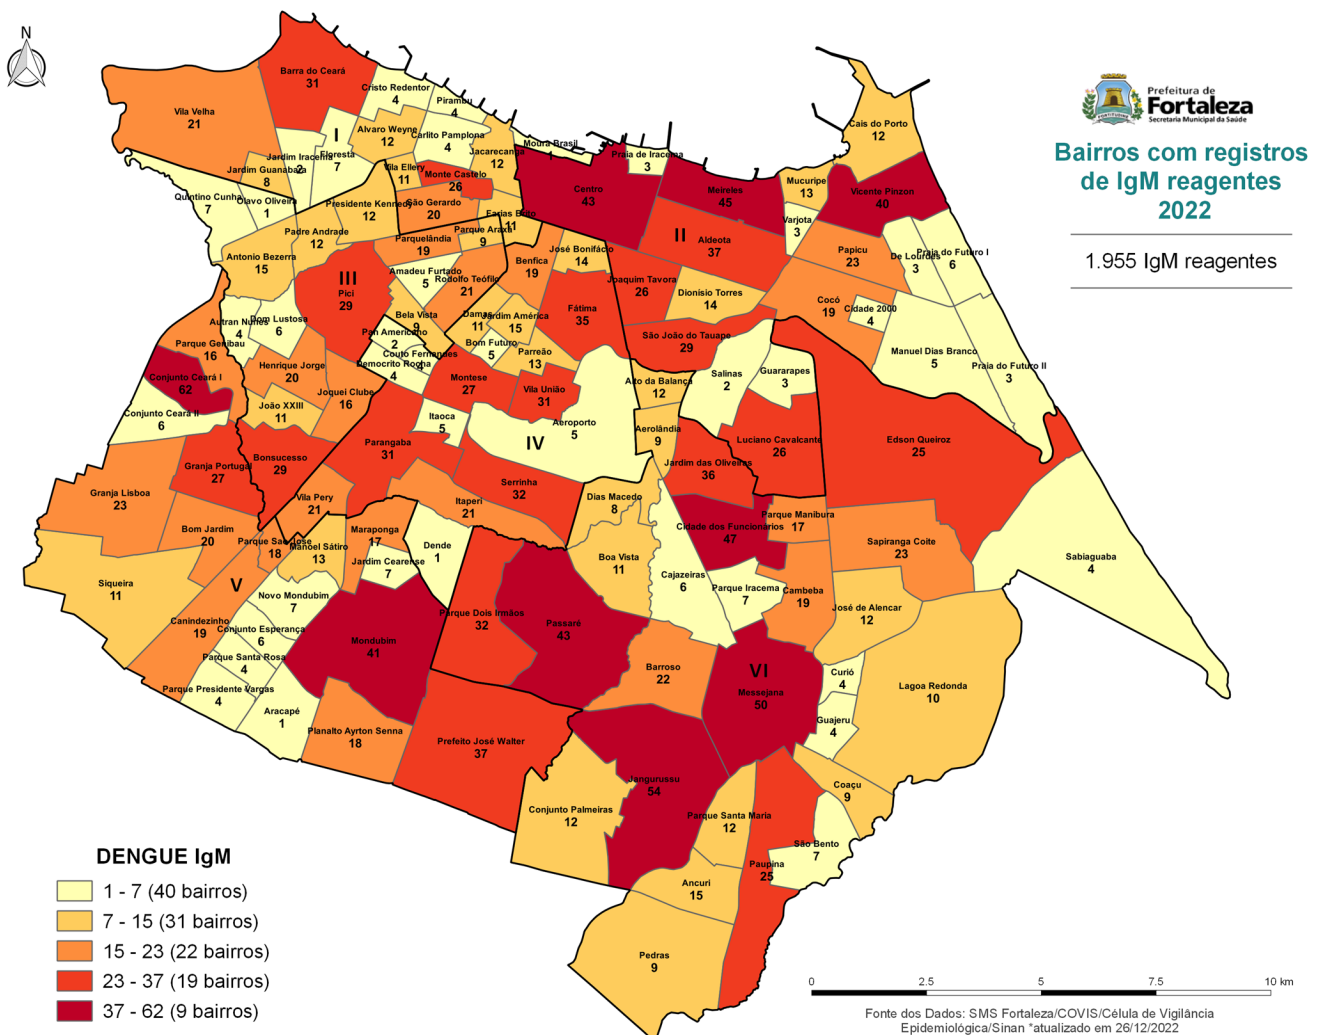 N
Prefeitura de
Fortaleza
Secretaria Municipal da Saúde
FORTITUDINE
Bairros com registros
de IgM reagentes
2022
1.955 IgM reagentes
Barra do Ceará
31
Vila Velha
21
Cristo Redentor
4
Pirambu
4
I
Floresta
7
Alvaro Weyne
12
Carlito Pamplona
4
Jacarecanga
12
Moura Brasil
1
Praia de Iracema
3
Cais do Porto
12
Jardim Iracema
2
Jardim Guanabara
8
Vila Ellery
11
Monte Castelo
26
Centro
43
Meireles
45
Mucuripe
13
Vicente Pinzon
40
Quintino Cunha
7
Olavo Oliveira
1
Presidente Kennedy
12
São Gerardo
20
Farias Brito
11
Varjota
3
II
Aldeota
37
Padre Andrade
12
Parquelândia
19
Parque Araxá
9
José Bonifácio
14
Papicu
23
De Lourdes
3
Praia do Futuro I
6
Antonio Bezerra
15
III
Pici
29
Amadeu Furtado
5
Rodolfo Teófilo
21
Benfica
19
Joaquim Tavora
26
Dionísio Torres
14
Cocó
19
Cidade 2000
4
Autran Nunes
4
Dom Lustosa
6
Bela Vista
9
Damas
11
Jardim América
15
Fátima
35
Pan Americano
2
Bom Futuro
5
Parreão
13
São João do Tauape
29
Parque Genibau
16
Couto Fernandes
4
Democrito Rocha
4
Manuel Dias Branco
5
Praia do Futuro II
3
Conjunto Ceará I
62
Henrique Jorge
20
Joquei Clube
16
Montese
27
Vila União
31
Alto da Balança
12
Salinas
2
Guararapes
3
Conjunto Ceará II
6
João XXIII
11
Itaoca
5
Aeroporto
5
IV
Aerolândia
9
Luciano Cavalcante
26
Edson Queiroz
25
Granja Portugal
27
Bonsucesso
29
Parangaba
31
Jardim das Oliveiras
36
Granja Lisboa
23
Vila Pery
21
Serrinha
32
Itaperi
21
Dias Macedo
8
Cidade dos Funcionários
47
Parque Manibura
17
Bom Jardim
20
Parque Sao Jose
18
Manoel Sátiro
13
Maraponga
17
Jardim Cearense
7
Dende
1
Boa Vista
11
Cajazeiras
6
Parque Iracema
7
Cambeba
19
Sapiranga Coite
23
Sabiaguaba
4
Siqueira
11
V
Novo Mondubim
7
José de Alencar
12
Canindezinho
19
Conjunto Esperança
6
Mondubim
41
Parque Dois Irmãos
32
Passaré
43
Parque Santa Rosa
4
Barroso
22
VI
Messejana
50
Curió
4
Lagoa Redonda
10
Parque Presidente Vargas
4
Aracapé
1
Planalto Ayrton Senna
18
Prefeito José Walter
37
Guajeru
4
Jangurussu
54
Coaçu
9
Conjunto Palmeiras
12
Parque Santa Maria
12
São Bento
7
Paupina
25
Ancuri
15
Pedras
9
DENGUE IgM
1 - 7 (40 bairros)
7 - 15 (31 bairros)
15 - 23 (22 bairros)
23 - 37 (19 bairros)
37 - 62 (9 bairros)
0 2.5 5 7.5 10 km
Fonte dos Dados: SMS Fortaleza/COVIS/Célula de Vigilância
Epidemiológica/Sinan *atualizado em 26/12/2022